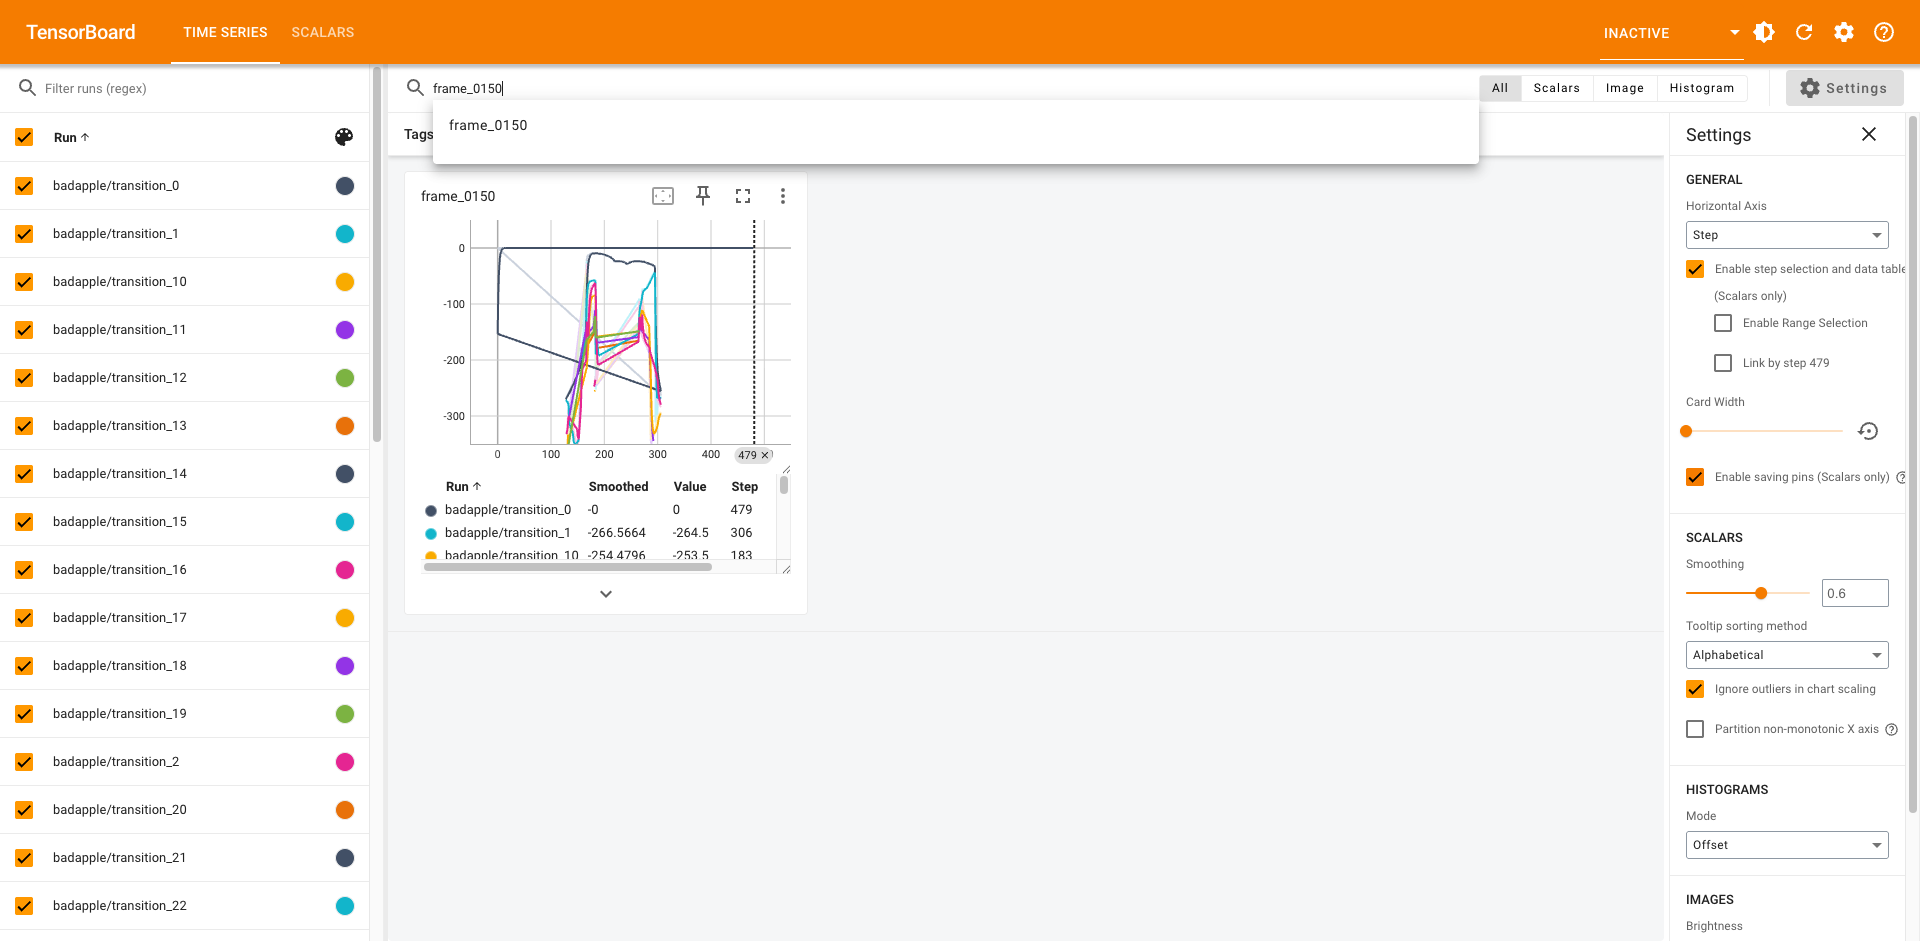 TensorBoard
TIME SERIES
SCALARS
INACTIVE
Filter runs (regex)
Run
badapple/transition_0
badapple/transition_1
badapple/transition_10
badapple/transition_11
badapple/transition_12
badapple/transition_13
badapple/transition_14
badapple/transition_15
badapple/transition_16
badapple/transition_17
badapple/transition_18
badapple/transition_19
badapple/transition_2
badapple/transition_20
badapple/transition_21
badapple/transition_22
frame_0150
All Scalars Image Histogram
Settings
frame_0150
Tags
frame_0150
0
-100
-200
-300
0 100 200 300 400 479
Run Smoothed Value Step
badapple/transition_0 -0 0 479
badapple/transition_1 -266.5664 -264.5 306
badapple/transition_10 -254.4796 -253.5 183
Settings
GENERAL
Horizontal Axis
Step
Enable step selection and data table
(Scalars only)
Enable Range Selection
Link by step 479
Card Width
Enable saving pins (Scalars only)
SCALARS
Smoothing
0.6
Tooltip sorting method
Alphabetical
Ignore outliers in chart scaling
Partition non-monotonic X axis
HISTOGRAMS
Mode
Offset
IMAGES
Brightness